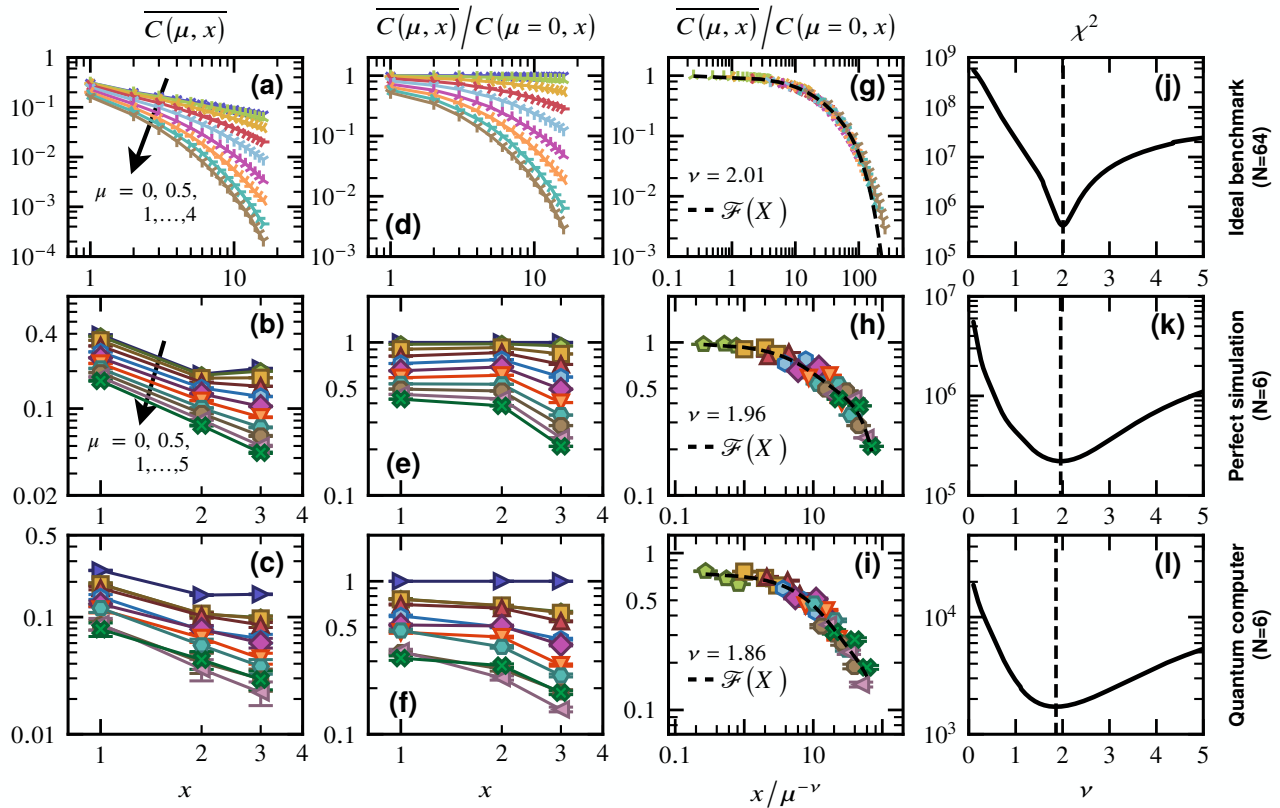 C(μ, x)
C(μ, x)/C(μ = 0, x)
C(μ, x)/C(μ = 0, x)
χ²
1
10⁻¹
10⁻²
10⁻³
10⁻⁴
(a)
μ = 0, 0.5,
1,...,4
1
10
1
10⁻¹
10⁻²
10⁻³
(d)
1
10
1
10⁻¹
10⁻²
10⁻³
(g)
ν = 2.01
ℱ(X)
0.1
1
10
100
10⁹
10⁸
10⁷
10⁶
10⁵
(j)
0 1 2 3 4 5
Ideal benchmark
(N=64)
0.4
0.1
0.02
(b)
μ = 0, 0.5,
1,...,5
1
2
3
4
1
0.5
0.1
(e)
1
2
3
4
1
0.5
0.1
(h)
ν = 1.96
ℱ(X)
0.1
1
10
10⁷
10⁶
10⁵
(k)
0 1 2 3 4 5
Perfect simulation
(N=6)
0.5
0.1
0.01
(c)
1
2
3
4
x
1
0.5
0.1
(f)
1
2
3
4
x
1
0.5
0.1
(i)
ν = 1.86
ℱ(X)
0.1
1
10
x/μ⁻ᵛ
10⁴
10³
(l)
0 1 2 3 4 5
ν
Quantum computer
(N=6)